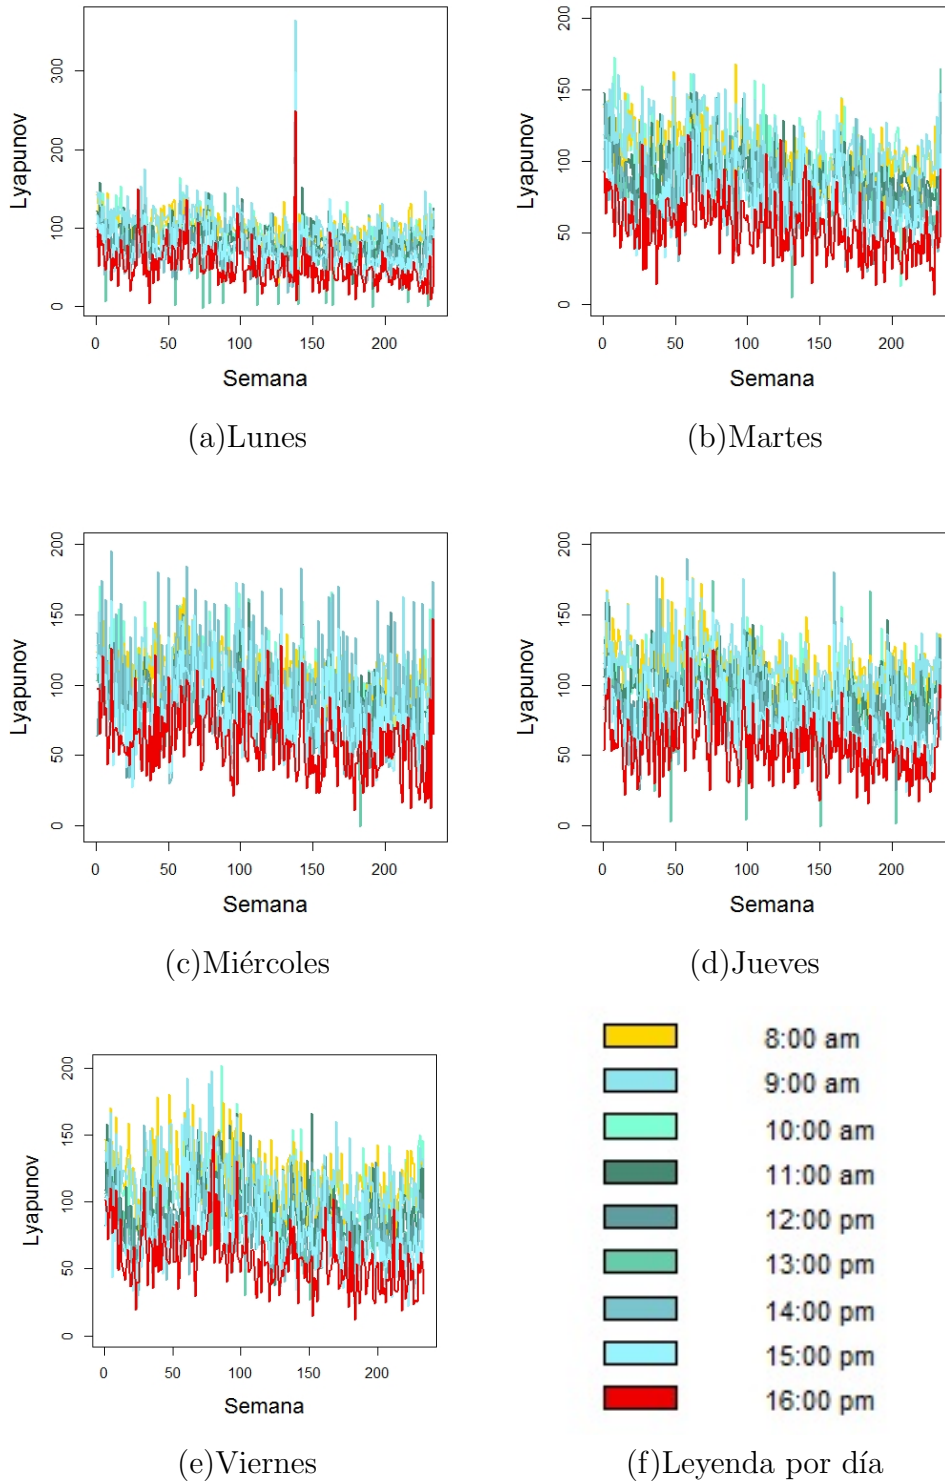 Lyapunov
0 100 200 300
0 50 100 150 200
Semana
(a)Lunes
Lyapunov
0 50 100 150 200
0 50 100 150 200
Semana
(b)Martes
Lyapunov
0 50 100 150 200
0 50 100 150 200
Semana
(c)Miércoles
Lyapunov
0 50 100 150 200
0 50 100 150 200
Semana
(d)Jueves
Lyapunov
0 50 100 150 200
0 50 100 150 200
Semana
(e)Viernes
8:00 am
9:00 am
10:00 am
11:00 am
12:00 pm
13:00 pm
14:00 pm
15:00 pm
16:00 pm
(f)Leyenda por día